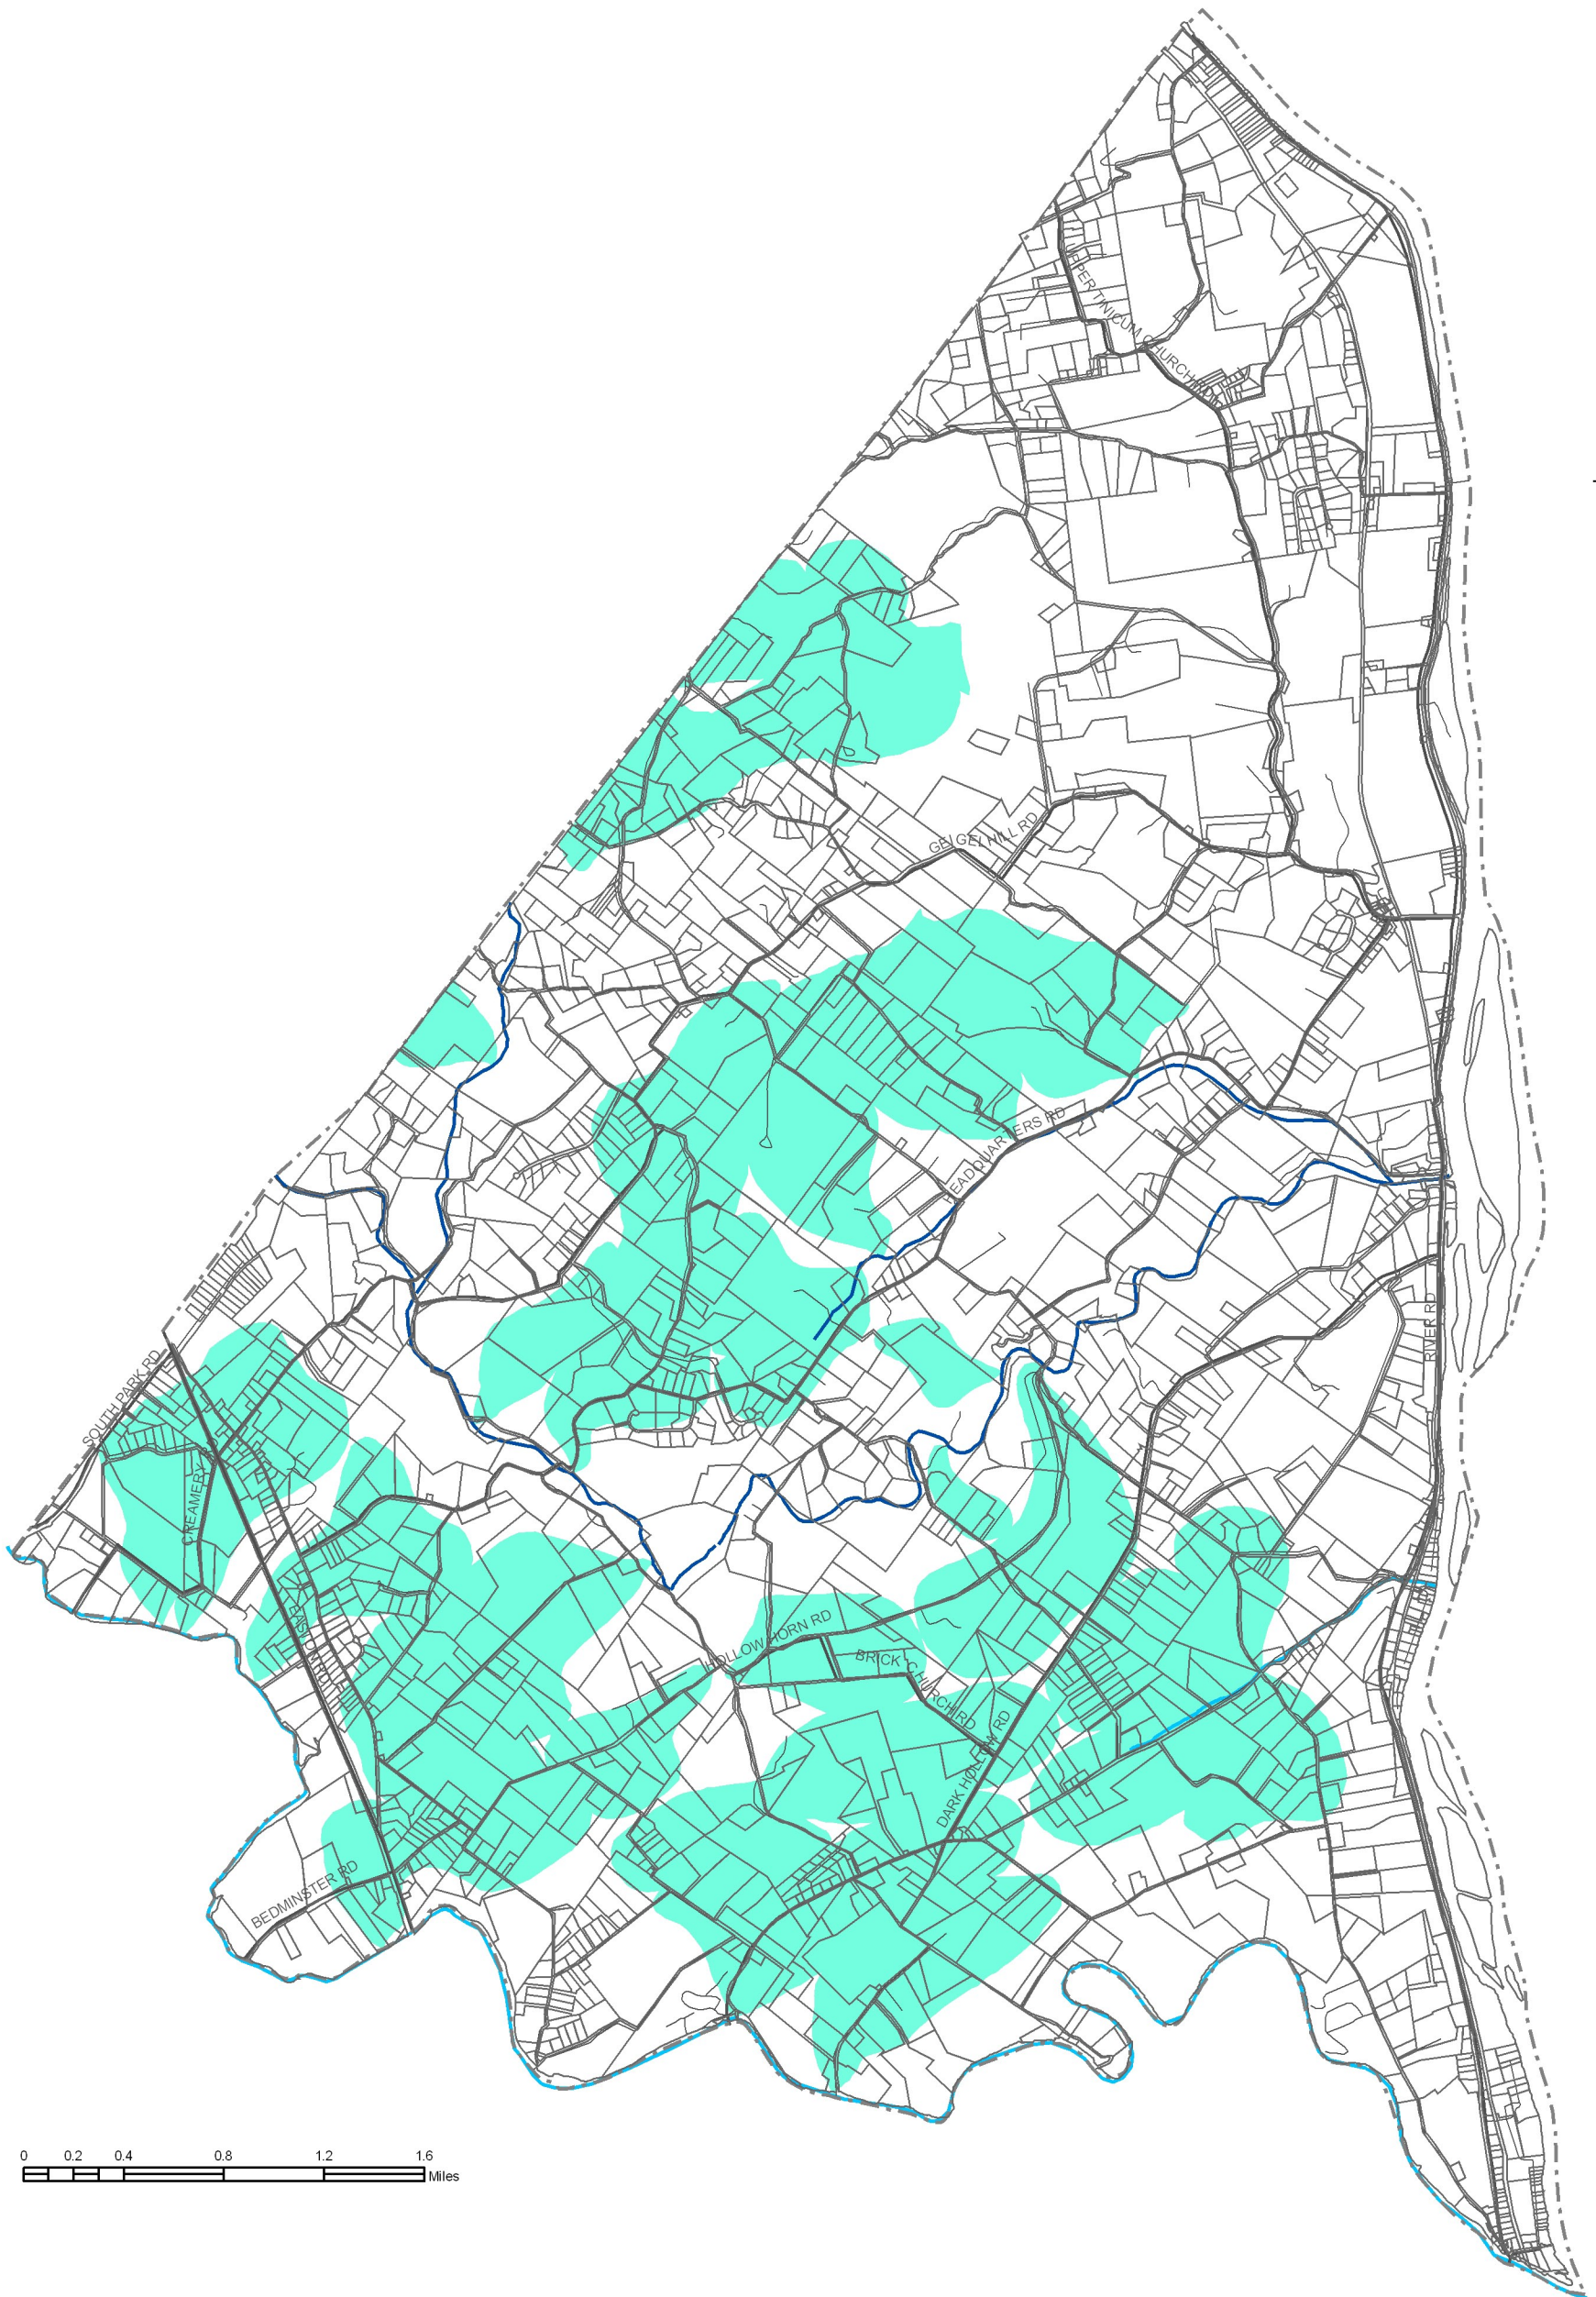 UPPER TINICUM CHURCH RD
GEIGEL HILL RD
HEADQUARTERS RD
RIVER RD
SOUTH PARK RD
CREAMERY
EASTON RD
HOLLOW HORN RD
BRICK CHURCH RD
DARK HOLLOW RD
BEDMINSTER RD
0 0.2 0.4 0.8 1.2 1.6
Miles